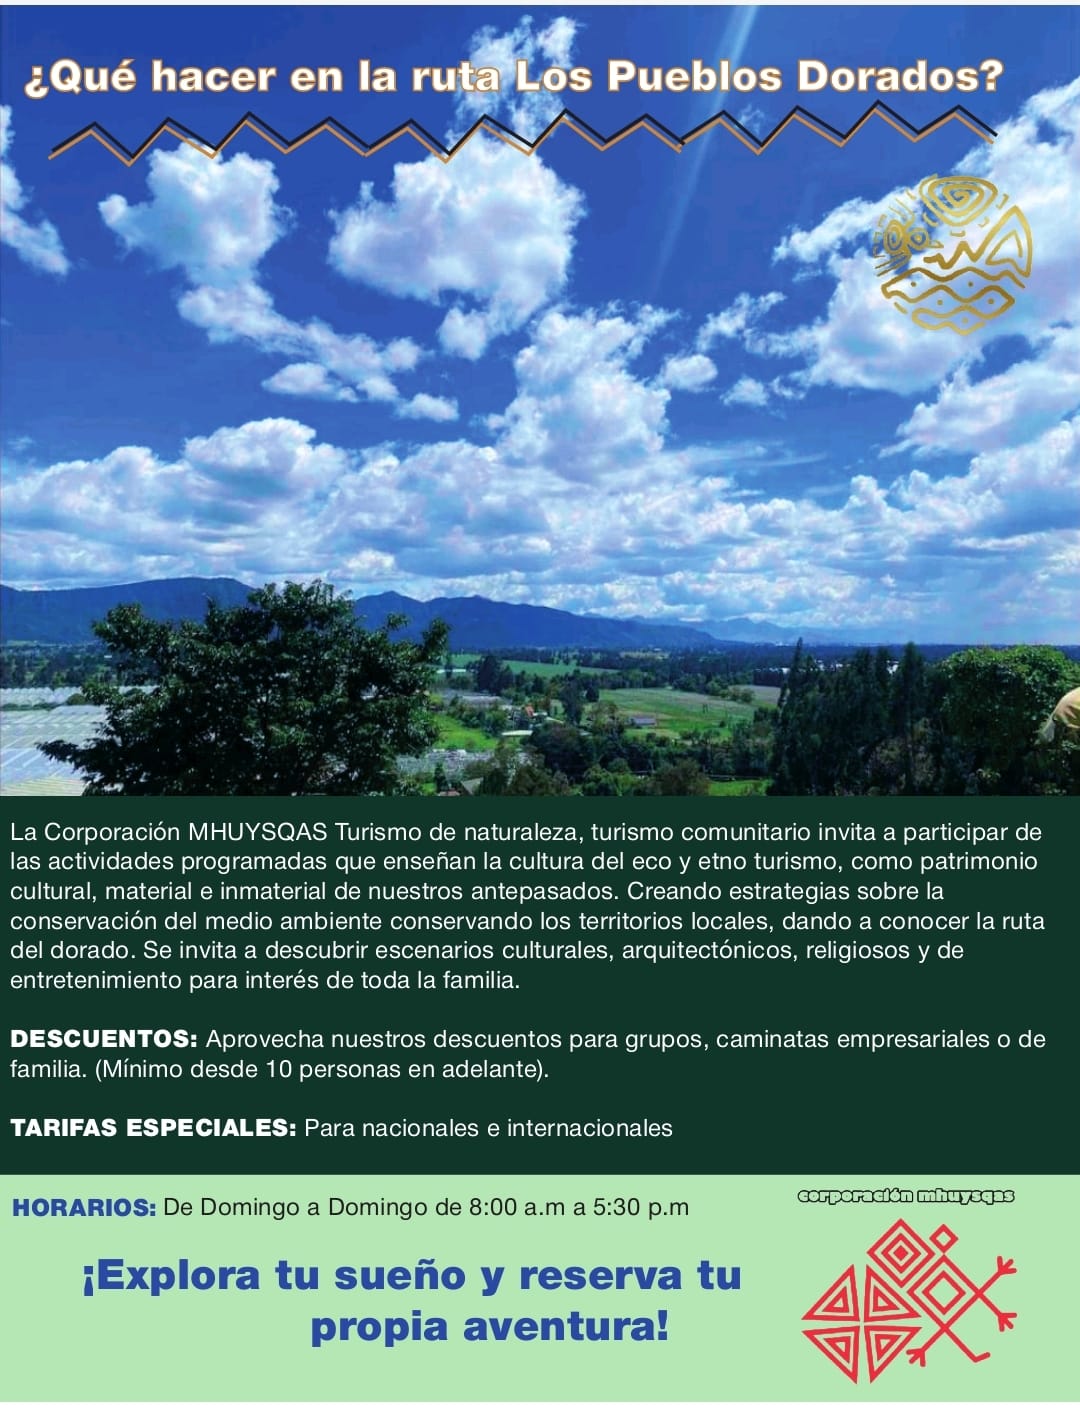 ¿Qué hacer en la ruta Los Pueblos Dorados?
La Corporación MHUYSQAS Turismo de naturaleza, turismo comunitario invita a participar de
las actividades programadas que enseñan la cultura del eco y etno turismo, como patrimonio
cultural, material e inmaterial de nuestros antepasados. Creando estrategias sobre la
conservación del medio ambiente conservando los territorios locales, dando a conocer la ruta
del dorado. Se invita a descubrir escenarios culturales, arquitectónicos, religiosos y de
entretenimiento para interés de toda la familia.
DESCUENTOS: Aprovecha nuestros descuentos para grupos, caminatas empresariales o de
familia. (Mínimo desde 10 personas en adelante).
TARIFAS ESPECIALES: Para nacionales e internacionales
HORARIOS: De Domingo a Domingo de 8:00 a.m a 5:30 p.m
corporación mhuysqas
¡Explora tu sueño y reserva tu
propia aventura!